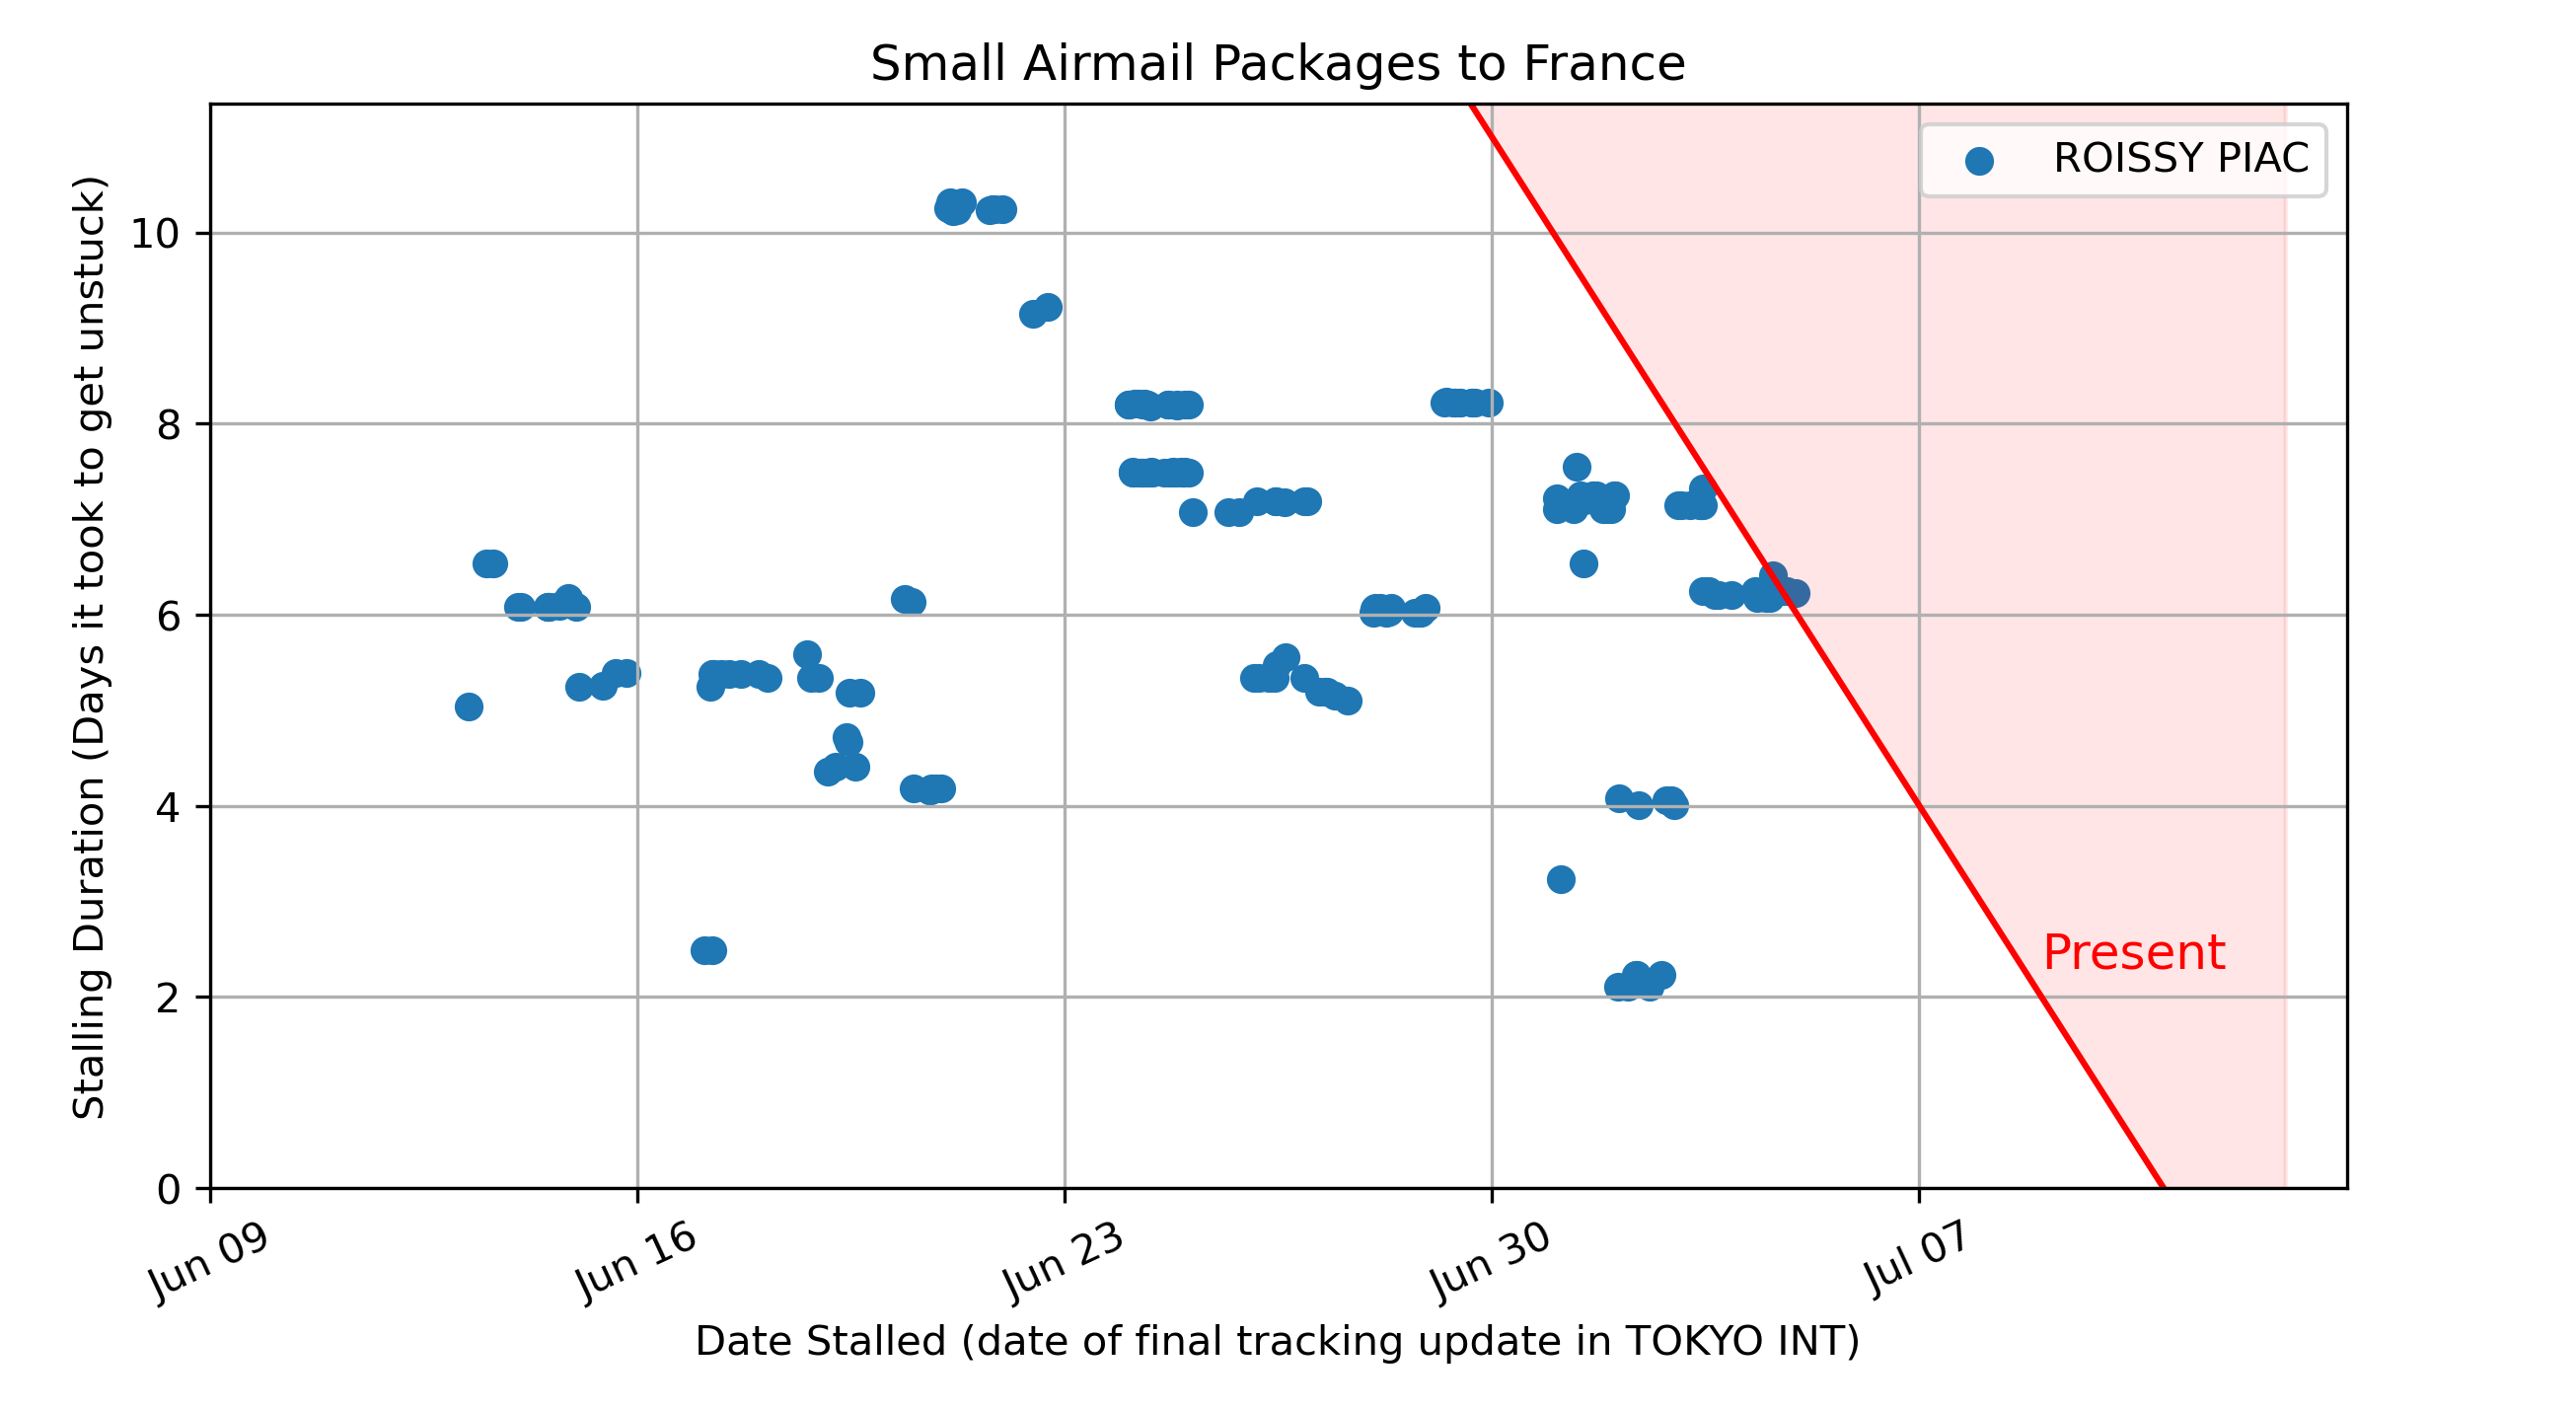 Small Airmail Packages to France
ROISSY PIAC
Stalling Duration (Days it took to get unstuck)
10
8
6
4
2
0
Present
Jun 09
Jun 16
Jun 23
Jun 30
Jul 07
Date Stalled (date of final tracking update in TOKYO INT)